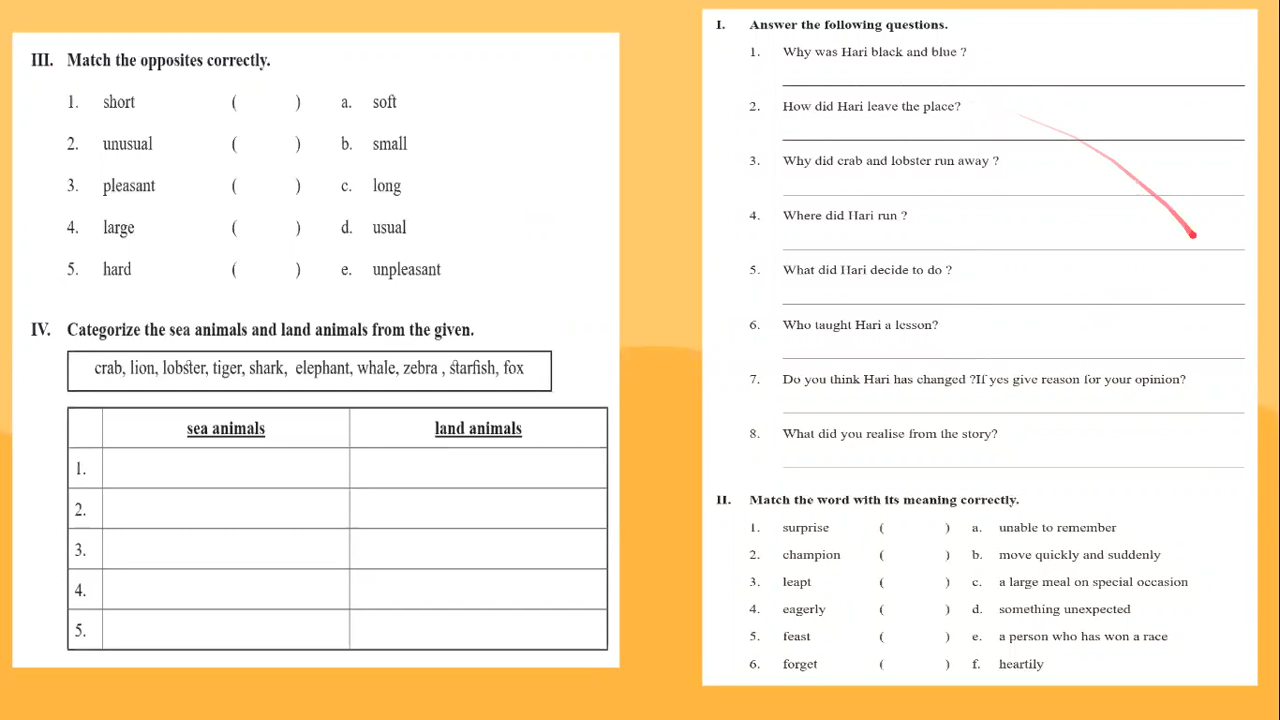 III. Match the opposites correctly.
1. short ( ) a. soft
2. unusual ( ) b. small
3. pleasant ( ) c. long
4. large ( ) d. usual
5. hard ( ) e. unpleasant
IV. Categorize the sea animals and land animals from the given.
crab, lion, lobster, tiger, shark, elephant, whale, zebra , starfish, fox
sea animals land animals
1.
2.
3.
4.
5.
I. Answer the following questions.
1. Why was Hari black and blue ?
2. How did Hari leave the place?
3. Why did crab and lobster run away ?
4. Where did Hari run ?
5. What did Hari decide to do ?
6. Who taught Hari a lesson?
7. Do you think Hari has changed ?If yes give reason for your opinion?
8. What did you realise from the story?
II. Match the word with its meaning correctly.
1. surprise ( ) a. unable to remember
2. champion ( ) b. move quickly and suddenly
3. leapt ( ) c. a large meal on special occasion
4. eagerly ( ) d. something unexpected
5. feast ( ) e. a person who has won a race
6. forget ( ) f. heartily